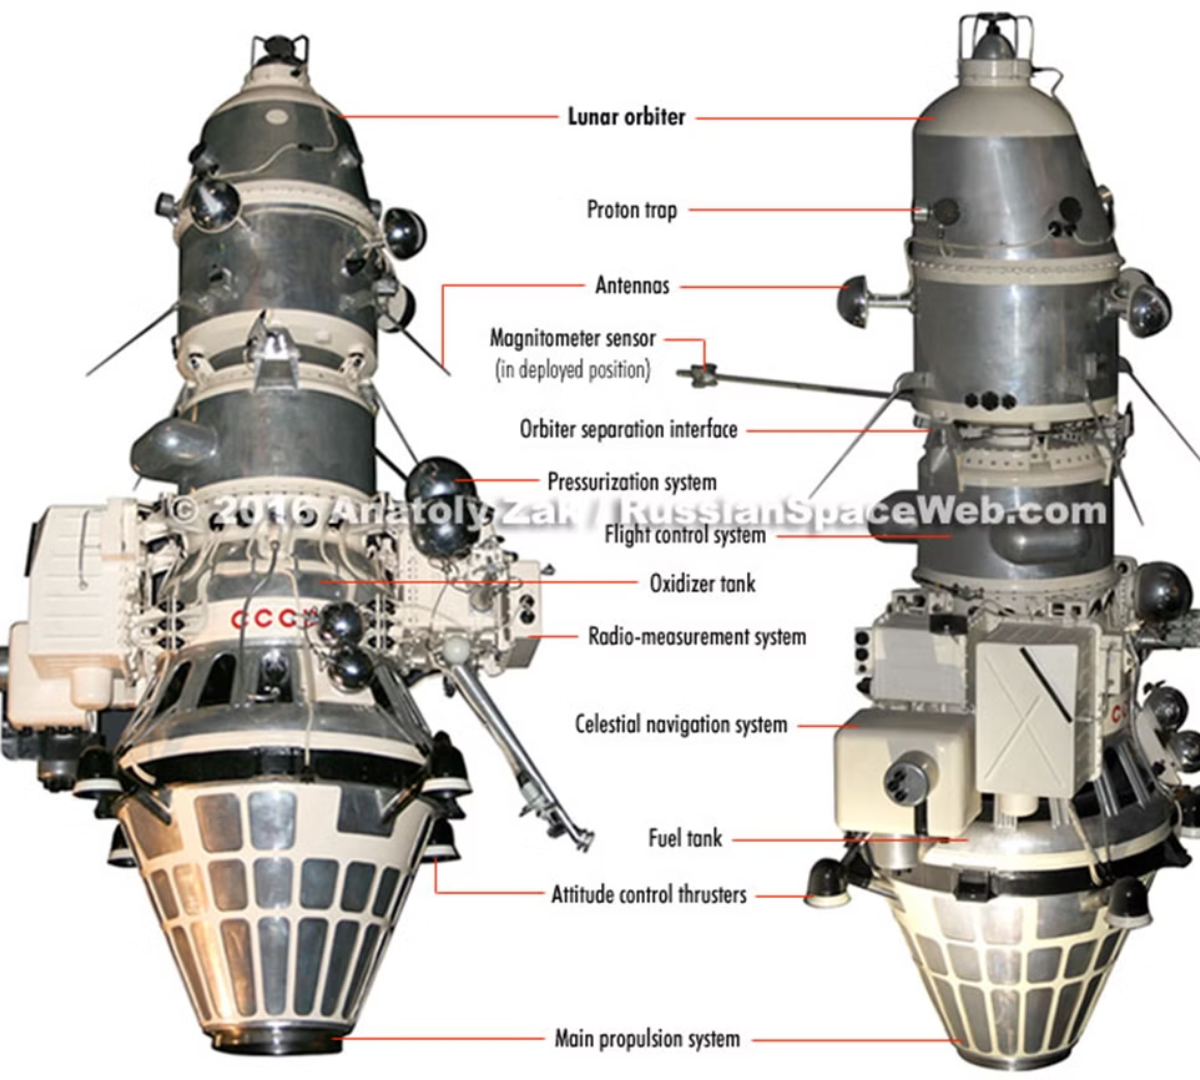 Lunar orbiter
Proton trap
Antennas
Magnitometer sensor
(in deployed position)
Orbiter separation interface
Pressurization system
© 2016 Anatoly Zak / RussianSpaceWeb.com
Flight control system
Oxidizer tank
СССР
Radio-measurement system
Celestial navigation system
Fuel tank
Attitude control thrusters
Main propulsion system